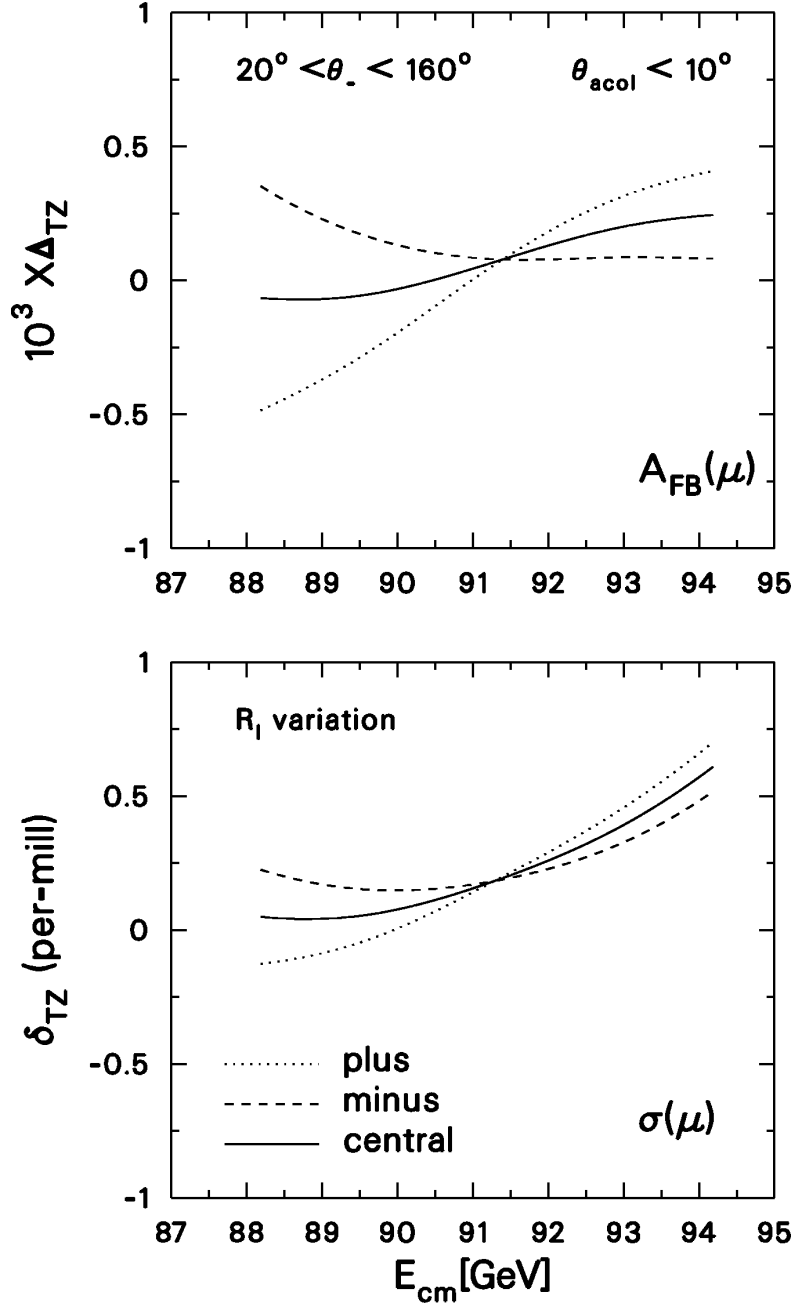 1
20° <θ₋ < 160° θ_acol < 10°
0.5
10³ XΔ_TZ
0
-0.5
A_FB(μ)
-1
87 88 89 90 91 92 93 94 95
1
R_l variation
0.5
δ_TZ (per-mill)
0
-0.5
plus
minus
central
σ(μ)
-1
87 88 89 90 91 92 93 94 95
E_cm[GeV]